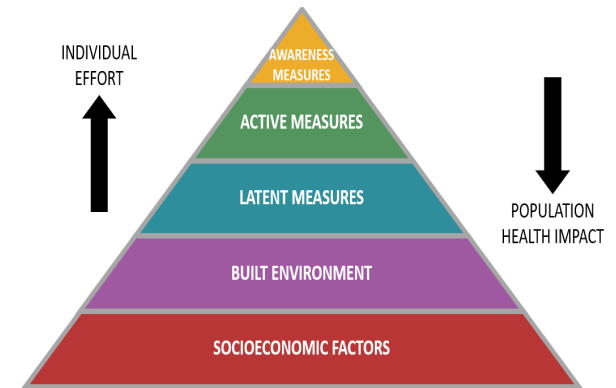 INDIVIDUAL
EFFORT
AWARENESS
MEASURES
ACTIVE MEASURES
LATENT MEASURES
POPULATION
HEALTH IMPACT
BUILT ENVIRONMENT
SOCIOECONOMIC FACTORS